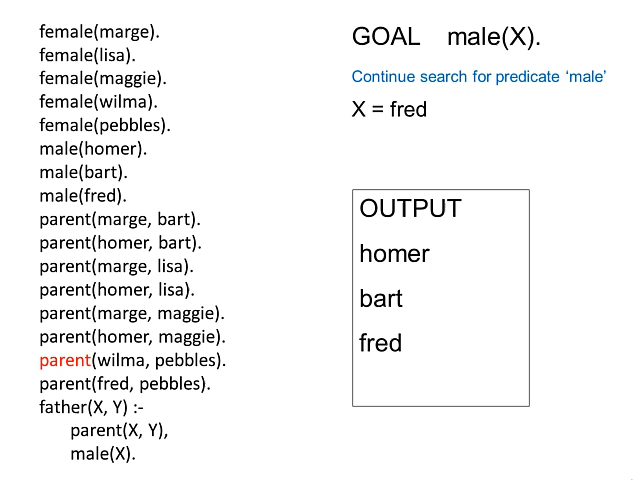 female(marge).
female(lisa).
female(maggie).
female(wilma).
female(pebbles).
male(homer).
male(bart).
male(fred).
parent(marge, bart).
parent(homer, bart).
parent(marge, lisa).
parent(homer, lisa).
parent(marge, maggie).
parent(homer, maggie).
parent(wilma, pebbles).
parent(fred, pebbles).
father(X, Y) :-
parent(X, Y),
male(X).
GOAL male(X).
Continue search for predicate ‘male’
X = fred
OUTPUT
homer
bart
fred